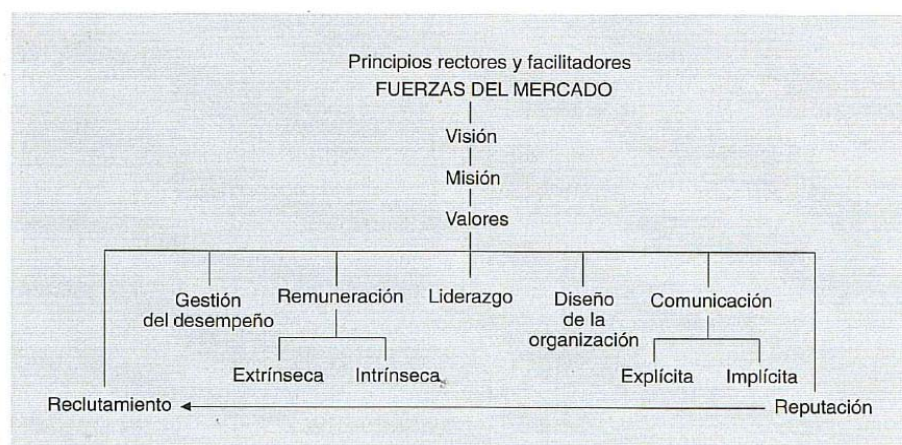 Principios rectores y facilitadores
FUERZAS DEL MERCADO
Visión
Misión
Valores
Gestión
del desempeño
Remuneración
Liderazgo
Diseño
de la
organización
Comunicación
Extrínseca
Intrínseca
Explícita
Implícita
Reclutamiento
Reputación